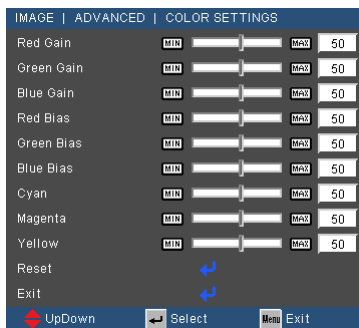 IMAGE | ADVANCED | COLOR SETTINGS
Red Gain MIN MAX 50
Green Gain MIN MAX 50
Blue Gain MIN MAX 50
Red Bias MIN MAX 50
Green Bias MIN MAX 50
Blue Bias MIN MAX 50
Cyan MIN MAX 50
Magenta MIN MAX 50
Yellow MIN MAX 50
Reset
Exit
UpDown Select Menu Exit